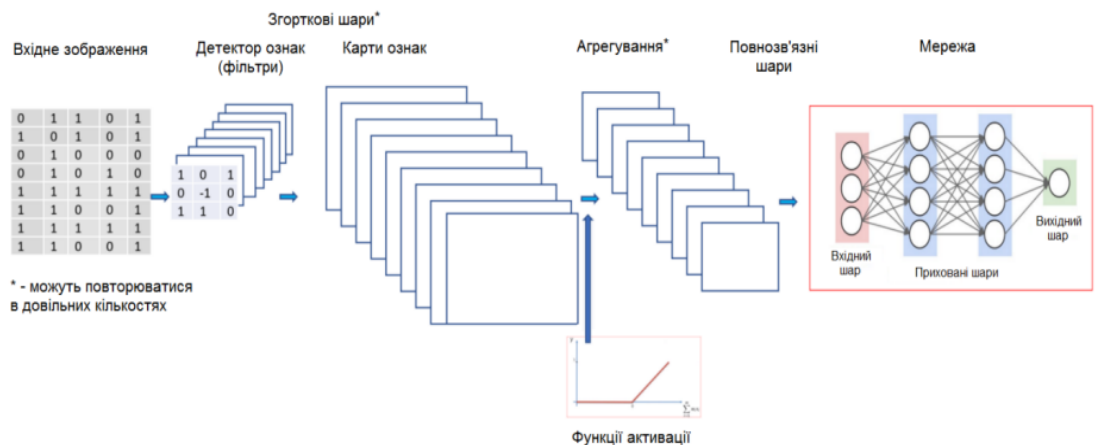 Згорткові шари*
Вхідне зображення
Детектор ознак
(фільтри)
Карти ознак
Агрегування*
Повнозв'язні
шари
Мережа
0 1 1 0 1
1 0 1 0 1
0 1 0 0 0
0 1 0 1 0
1 1 1 1 1
1 1 0 0 1
1 1 1 1 1
1 1 0 0 1
1 0 1
0 -1 0
1 1 0
Вхідний
шар
Приховані шари
Вихідний
шар
* - можуть повторюватися
в довільних кількостях
Функції активації